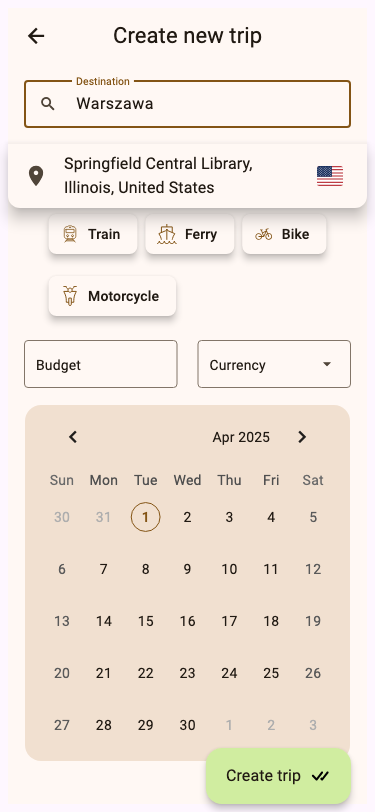 Create new trip
Destination
Warszawa
Springfield Central Library,
Illinois, United States
Train Ferry Bike
Motorcycle
Budget Currency
Apr 2025
Sun Mon Tue Wed Thu Fri Sat
30 31 1 2 3 4 5
6 7 8 9 10 11 12
13 14 15 16 17 18 19
20 21 22 23 24 25 26
27 28 29 30 1 2 3
Create trip